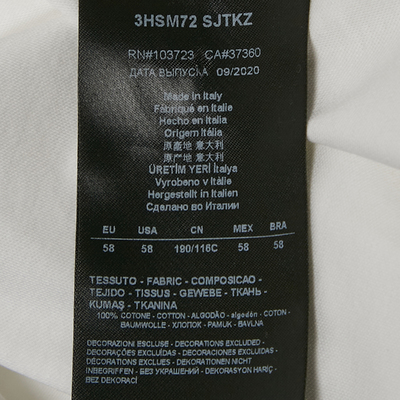 3HSM72 SJTKZ
RN#103723 CA#37360
ДАТА ВЫПУСКА 09/2020
Made in Italy
Fabriqué en Italie
Hecho en Italia
Origem Itália
原產地 意大利
原产地 意大利
ÜRETİM YERİ İtalya
Vyrobeno v Itálie
Hergestellt in Italien
Сделано во Италии
EU USA CN MEX BRA
58 58 190/116C 58 58
TESSUTO - FABRIC - COMPOSICAO -
TEJIDO - TISSUS - GEWEBE - ТКАНЬ -
KUMAŞ - TKANINA
100% COTONE - COTTON - ALGODÃO - algodón - COTON -
BAUMWOLLE - ХЛОПОК - PAMUK - BAVLNA
DECORAZIONI ESCLUSE - DECORATIONS EXCLUDED -
DECORAÇÕES EXCLUÍDAS - DECORACIONES EXCLUIDAS -
DECORATIONS EXCLUES - DEKORATIONEN NICHT
INBEGRIFFEN - БЕЗ УКРАШЕНИЙ - DEKORASYON HARİÇ -
BEZ DEKORACÍ